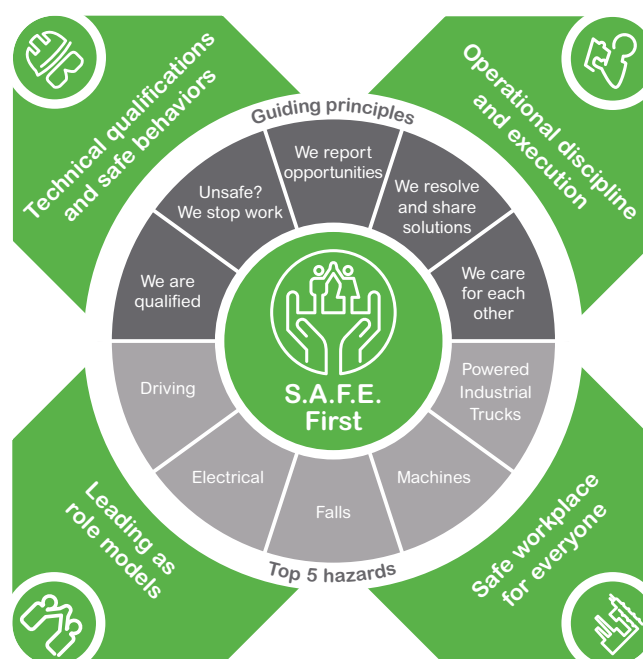 Technical qualifications
and safe behaviors
Operational discipline
and execution
Guiding principles
We are
qualified
Unsafe?
We stop work
We report
opportunities
We resolve
and share
solutions
We care
for each
other
S.A.F.E.
First
Driving
Electrical
Falls
Machines
Powered
Industrial
Trucks
Top 5 hazards
Leading as
role models
Safe workplace
for everyone